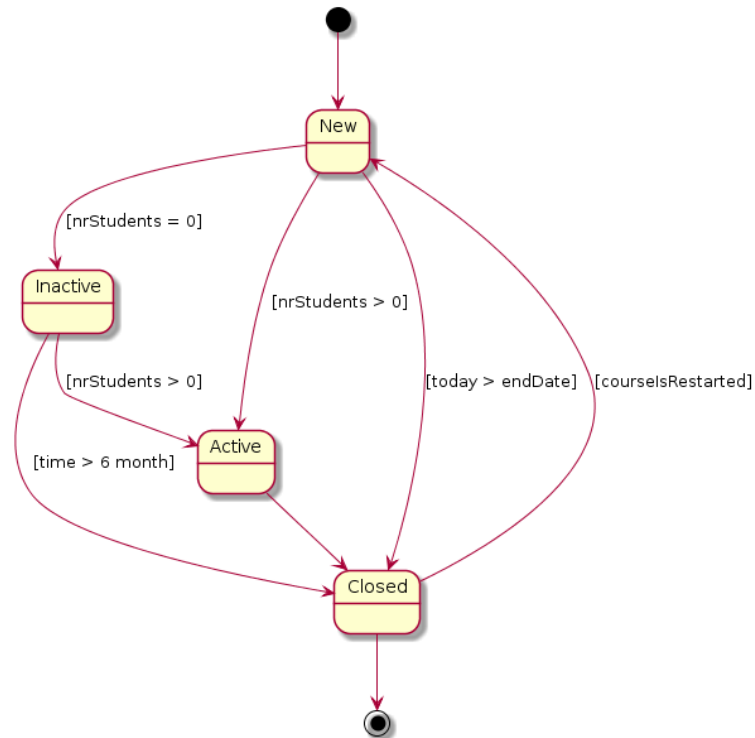 New
[nrStudents = 0]
Inactive
[nrStudents > 0]
[nrStudents > 0]
[today > endDate]
[courseIsRestarted]
Active
[time > 6 month]
Closed